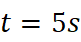 t = 5s